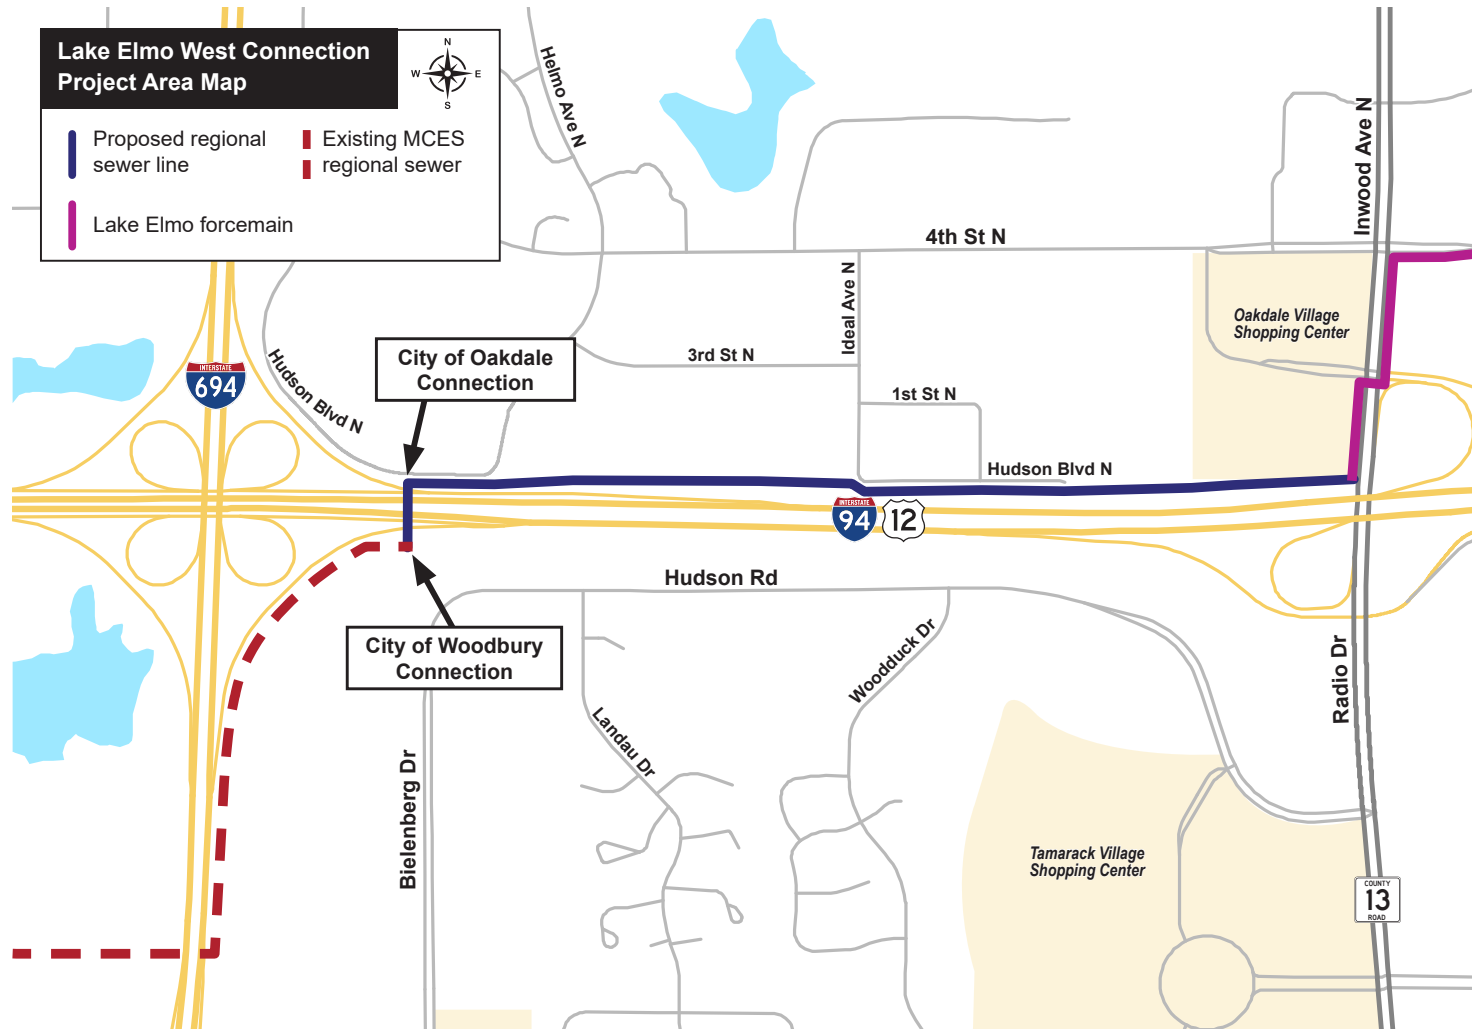 Lake Elmo West Connection
Project Area Map
N
W
E
S
Proposed regional
sewer line
Existing MCES
regional sewer
Lake Elmo forcemain
Helmo Ave N
Inwood Ave N
4th St N
Ideal Ave N
Oakdale Village
Shopping Center
3rd St N
INTERSTATE
694
Hudson Blvd N
City of Oakdale
Connection
1st St N
Hudson Blvd N
INTERSTATE
94
12
Hudson Rd
City of Woodbury
Connection
Woodduck Dr
Radio Dr
Landau Dr
Bielenberg Dr
Tamarack Village
Shopping Center
COUNTY
13
ROAD